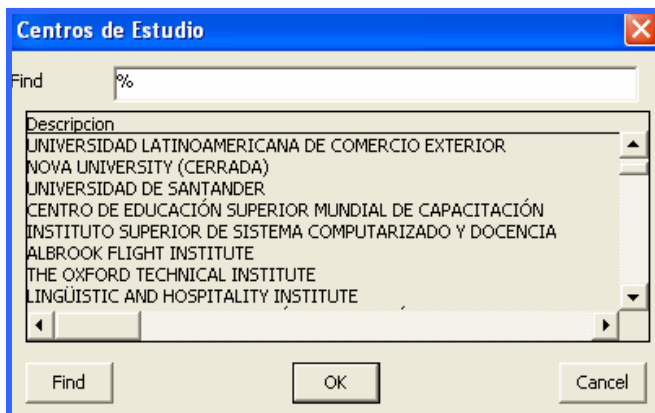 Centros de Estudio
Find %
Descripcion
UNIVERSIDAD LATINOAMERICANA DE COMERCIO EXTERIOR
NOVA UNIVERSITY (CERRADA)
UNIVERSIDAD DE SANTANDER
CENTRO DE EDUCACIÓN SUPERIOR MUNDIAL DE CAPACITACIÓN
INSTITUTO SUPERIOR DE SISTEMA COMPUTARIZADO Y DOCENCIA
ALBROOK FLIGHT INSTITUTE
THE OXFORD TECHNICAL INSTITUTE
LINGÜISTIC AND HOSPITALITY INSTITUTE
Find OK Cancel